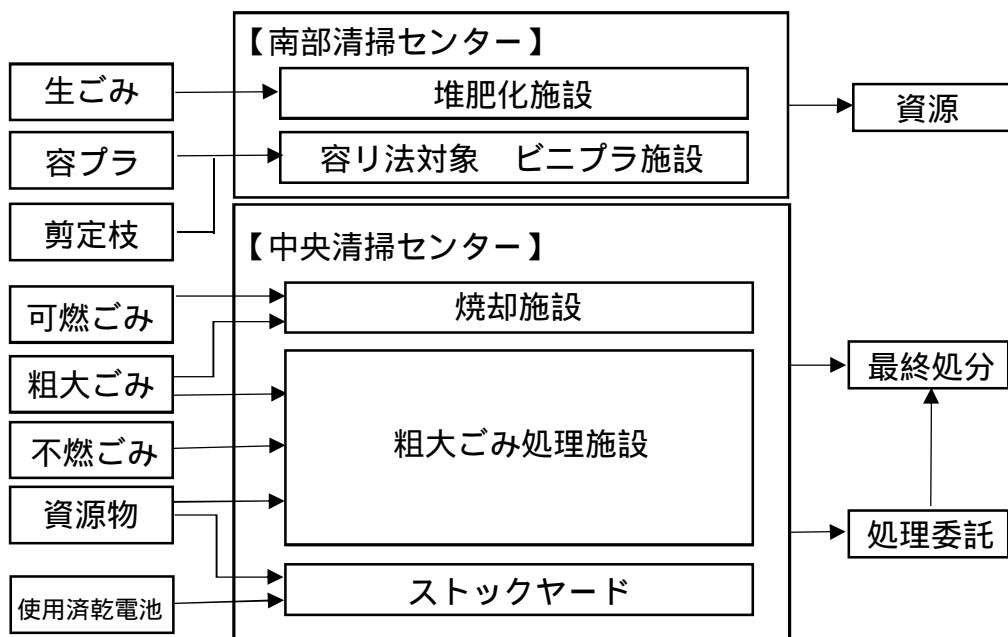 【南部清掃センター】
生ごみ
堆肥化施設
資源
容プラ
容リ法対象　ビニプラ施設
剪定枝
【中央清掃センター】
可燃ごみ
焼却施設
粗大ごみ
最終処分
不燃ごみ
粗大ごみ処理施設
資源物
処理委託
使用済乾電池
ストックヤード